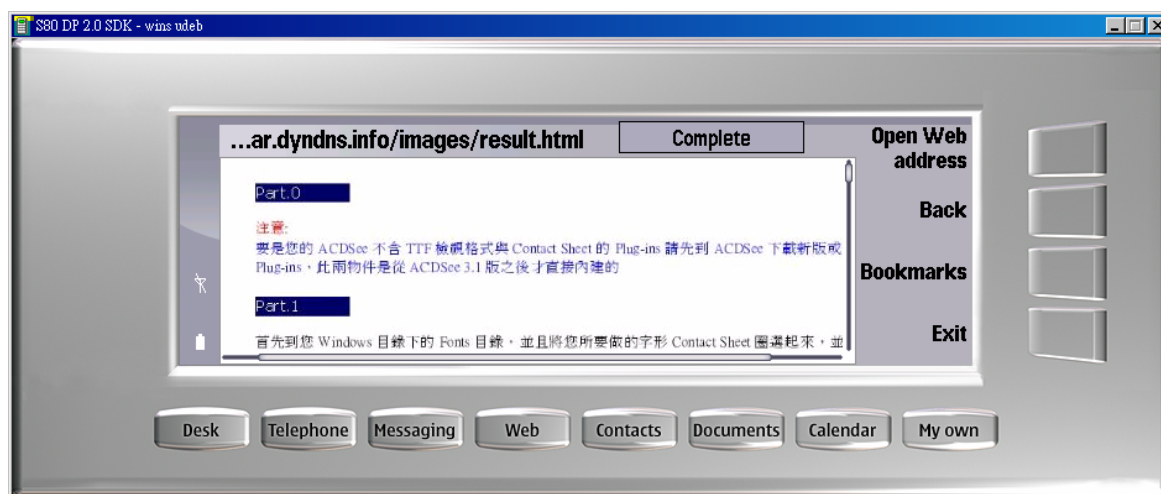 S80 DP 2.0 SDK - wins udeb
...ar.dyndns.info/images/result.html
Complete
Open Web
address
Back
Bookmarks
Exit
Part.0
注意:
要是您的 ACDSee 不含 TTF 檢視格式與 Contact Sheet 的 Plug-ins 請先到 ACDSee 下載新版或
Plug-ins，此兩物件是從 ACDSee 3.1 版之後才直接內建的
Part.1
首先到您 Windows 目錄下的 Fonts 目錄，並且將您所要做的字形 Contact Sheet 圈選起來，並
Desk
Telephone
Messaging
Web
Contacts
Documents
Calendar
My own